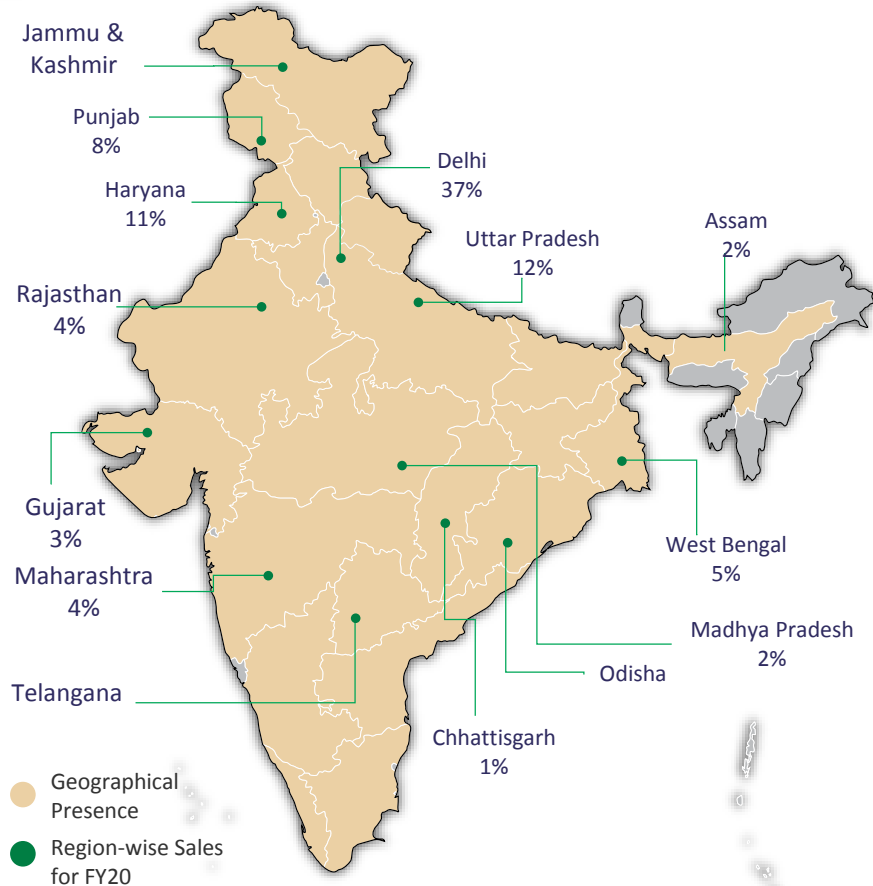 Jammu &
Kashmir
Punjab
8%
Delhi
37%
Haryana
11%
Assam
2%
Uttar Pradesh
12%
Rajasthan
4%
Gujarat
3%
West Bengal
5%
Maharashtra
4%
Madhya Pradesh
2%
Odisha
Telangana
Chhattisgarh
1%
Geographical
Presence
Region-wise Sales
for FY20